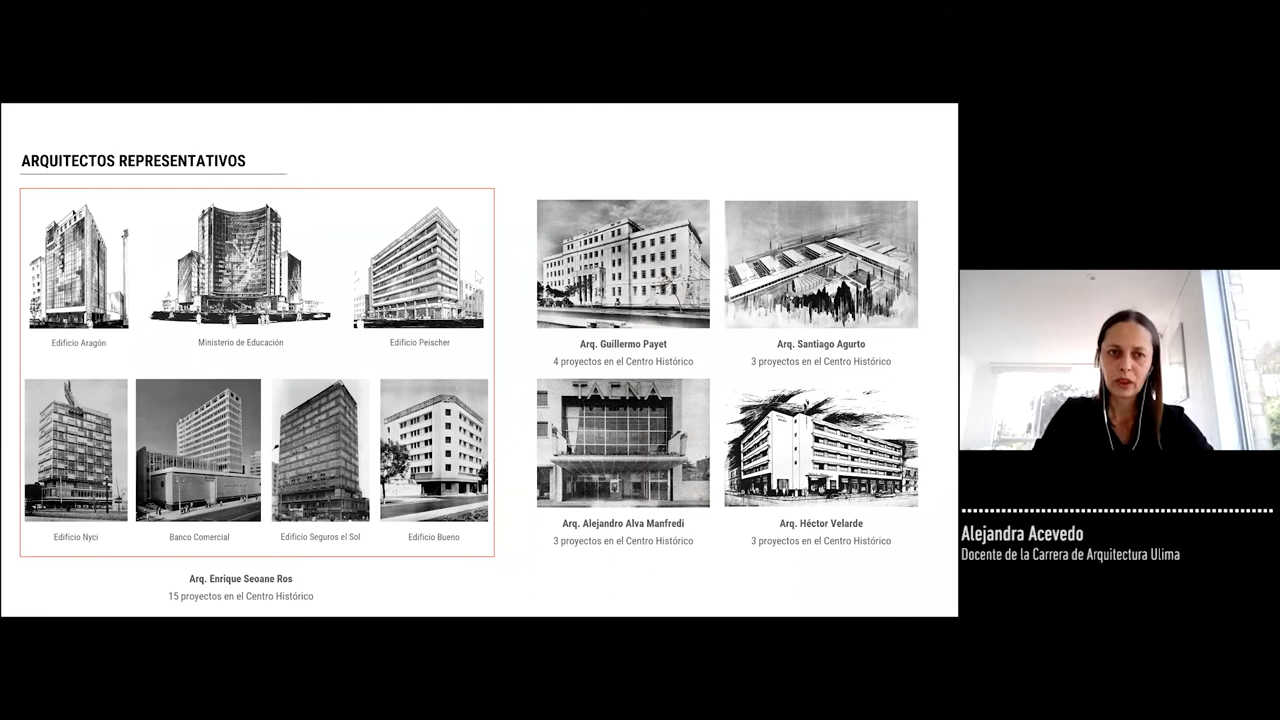 ARQUITECTOS REPRESENTATIVOS
Edificio Aragón
Ministerio de Educación
Edificio Peischer
Edificio Nyci
Banco Comercial
Edificio Seguros el Sol
Edificio Bueno
Arq. Enrique Seoane Ros
15 proyectos en el Centro Histórico
Arq. Guillermo Payet
4 proyectos en el Centro Histórico
Arq. Santiago Agurto
3 proyectos en el Centro Histórico
TACNA
Arq. Alejandro Alva Manfredi
3 proyectos en el Centro Histórico
Arq. Héctor Velarde
3 proyectos en el Centro Histórico
Alejandra Acevedo
Docente de la Carrera de Arquitectura Ulima